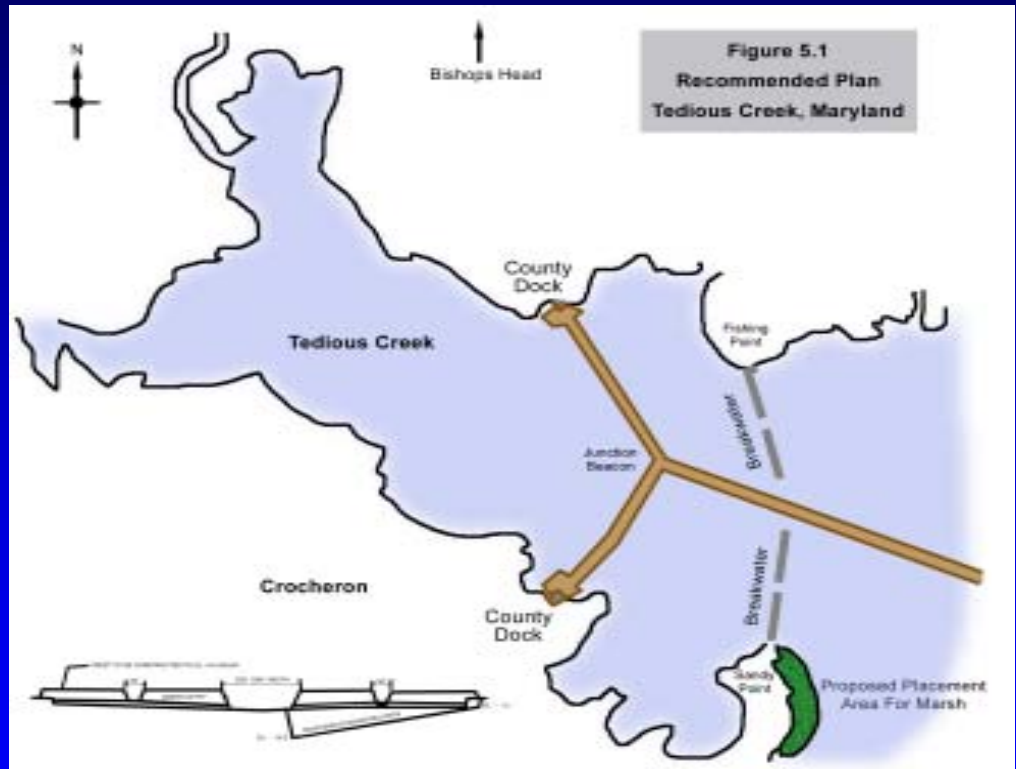 Figure 5.1
Recommended Plan
Tedious Creek, Maryland
N
Bishops Head
County
Dock
Tedious Creek
Fishing
Point
Breakwater
Junction
Beacon
Breakwater
Crocheron
County
Dock
Sandy
Point
Proposed Placement
Area For Marsh